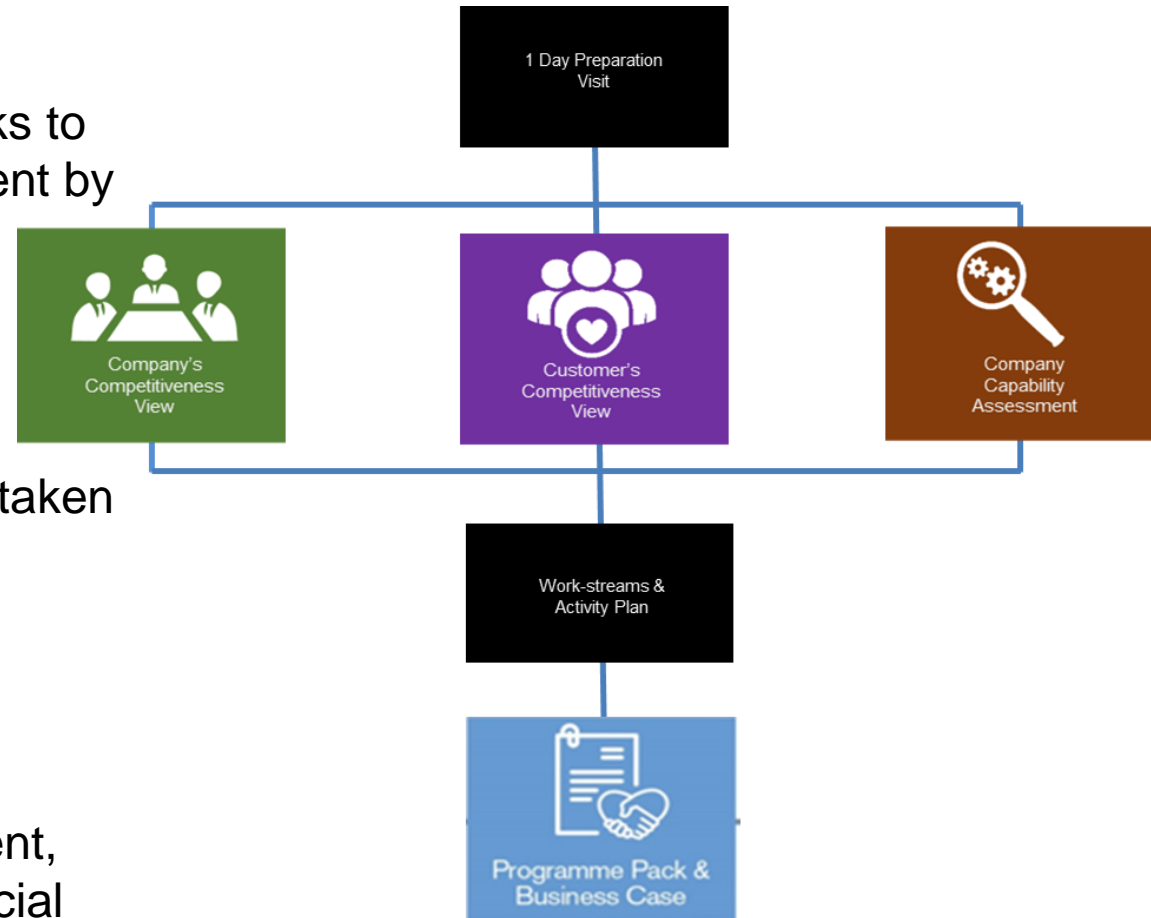 1 Day Preparation
Visit
ks to
ent by
Company's
Competitiveness
View
Customer's
Competitiveness
View
Company
Capability
Assessment
taken
Work-streams &
Activity Plan
ent,
cial
Programme Pack &
Business Case